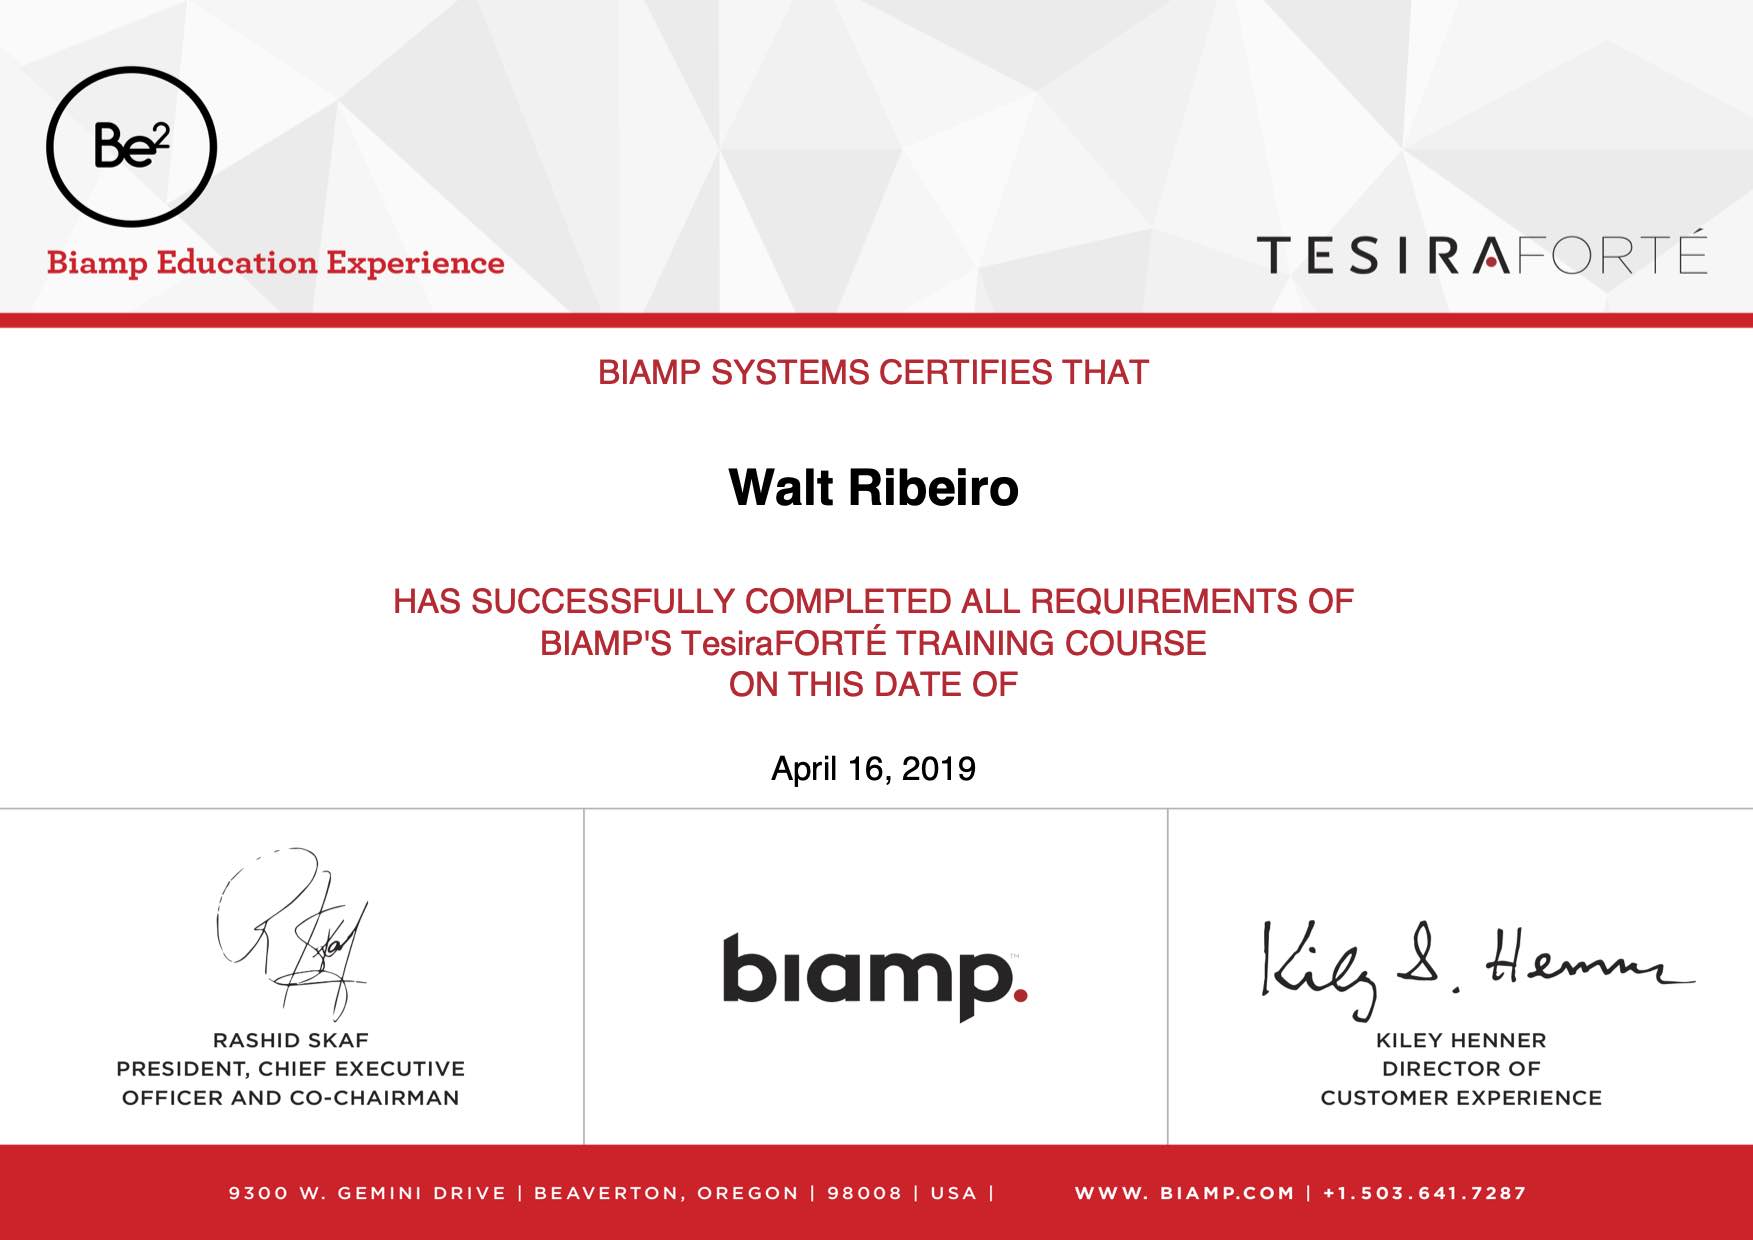 Be²
Biamp Education Experience
TESIRAFORTÉ
BIAMP SYSTEMS CERTIFIES THAT
Walt Ribeiro
HAS SUCCESSFULLY COMPLETED ALL REQUIREMENTS OF
BIAMP'S TesiraFORTÉ TRAINING COURSE
ON THIS DATE OF
April 16, 2019
R Skaf
RASHID SKAF
PRESIDENT, CHIEF EXECUTIVE
OFFICER AND CO-CHAIRMAN
biamp.™
Kiley S. Henner
KILEY HENNER
DIRECTOR OF
CUSTOMER EXPERIENCE
9300 W. GEMINI DRIVE | BEAVERTON, OREGON | 98008 | USA | WWW. BIAMP.COM | +1.503.641.7287